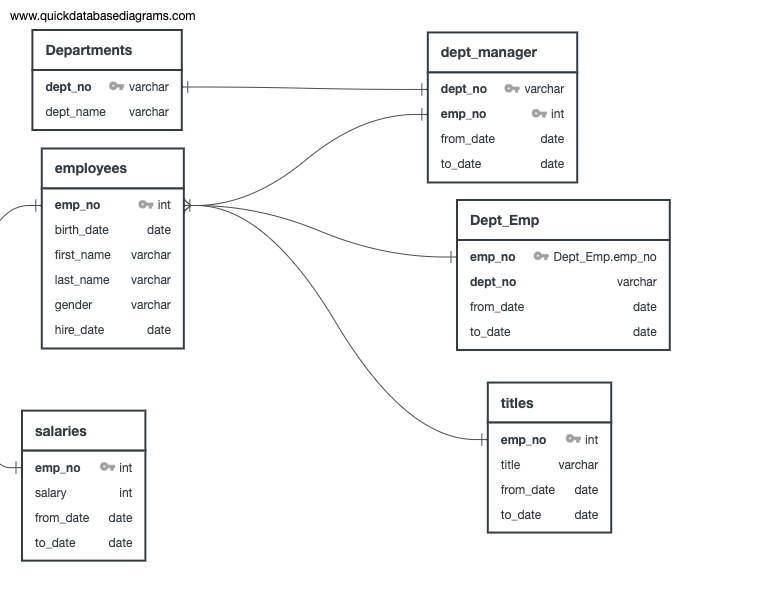 www.quickdatabasediagrams.com
Departments
dept_no varchar
dept_name varchar
dept_manager
dept_no varchar
emp_no int
from_date date
to_date date
employees
emp_no int
birth_date date
first_name varchar
last_name varchar
gender varchar
hire_date date
Dept_Emp
emp_no Dept_Emp.emp_no
dept_no varchar
from_date date
to_date date
salaries
emp_no int
salary int
from_date date
to_date date
titles
emp_no int
title varchar
from_date date
to_date date